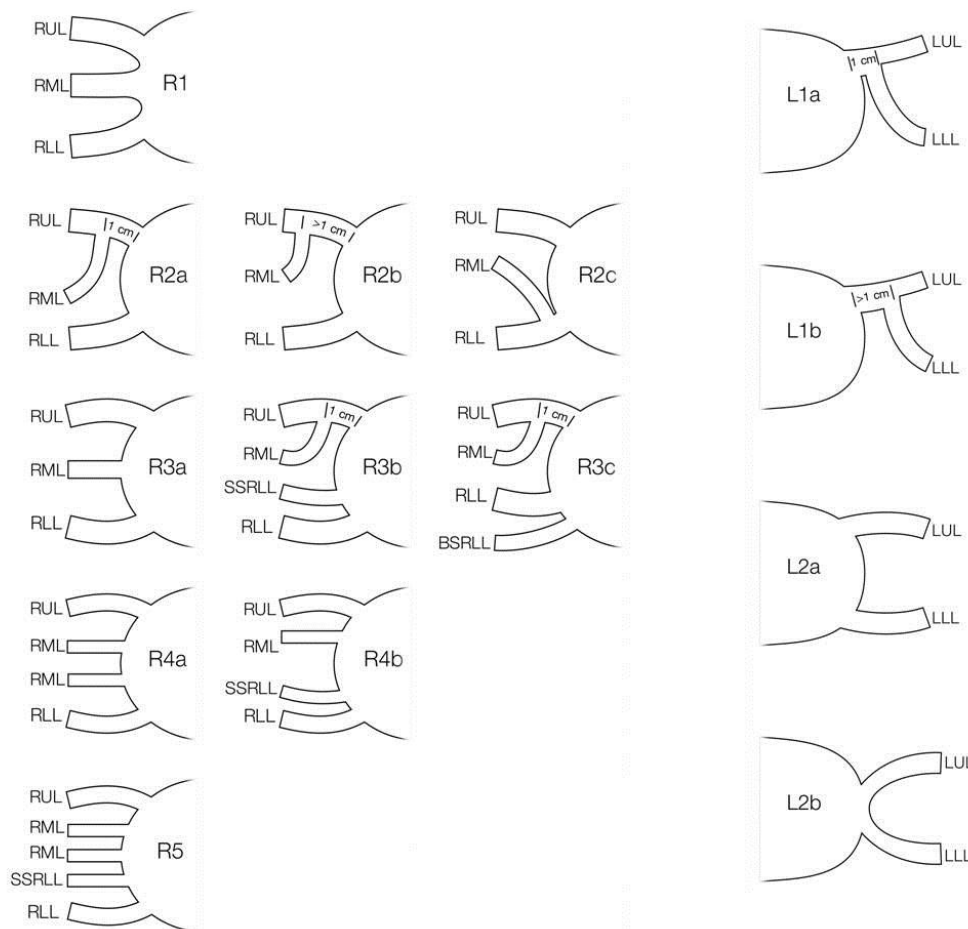 RUL
RML
R1
RLL
RUL
1 cm
R2a
RML
RLL
RUL
>1 cm
R2b
RML
RLL
RUL
RML
R2c
RLL
RUL
RML
R3a
RLL
RUL
1 cm
RML
R3b
SSRLL
RLL
RUL
1 cm
RML
R3c
RLL
BSRLL
RUL
RML
R4a
RML
RLL
RUL
RML
R4b
SSRLL
RLL
RUL
RML
R5
RML
SSRLL
RLL
LUL
1 cm
L1a
LLL
LUL
>1 cm
L1b
LLL
LUL
L2a
LLL
LUL
L2b
LLL